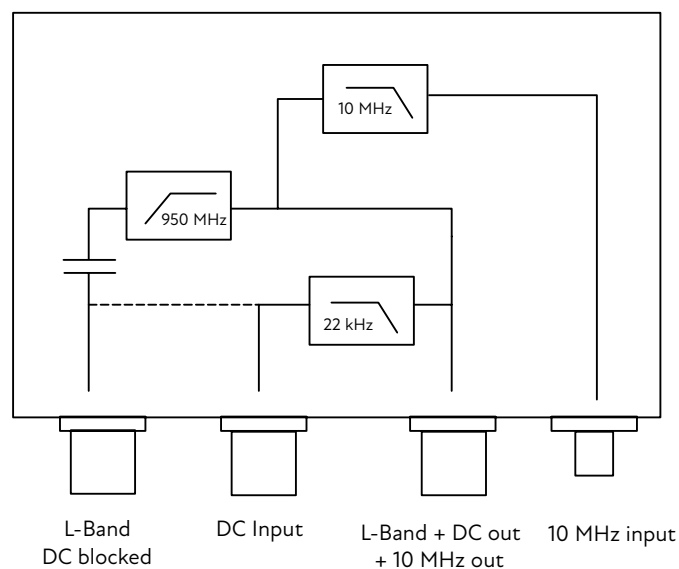 10 MHz
950 MHz
22 kHz
L-Band
DC blocked
DC Input
L-Band + DC out
+ 10 MHz out
10 MHz input